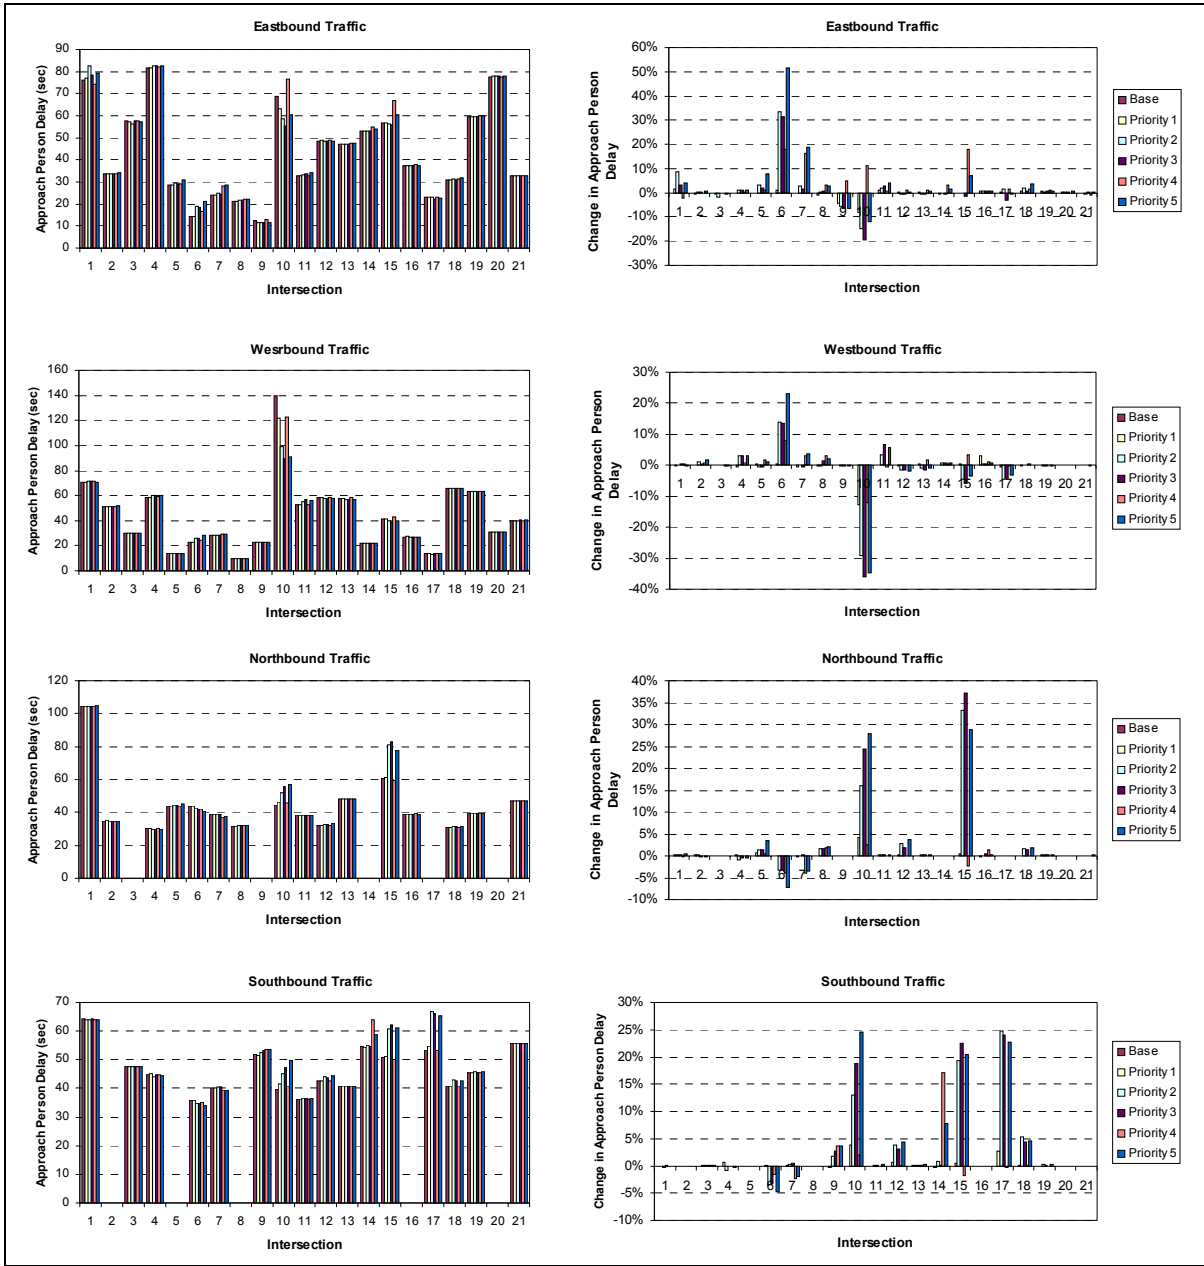 Eastbound Traffic
Approach Person Delay (sec)
90
80
70
60
50
40
30
20
10
0
1 2 3 4 5 6 7 8 9 10 11 12 13 14 15 16 17 18 19 20 21
Intersection
Eastbound Traffic
Change in Approach Person
Delay
60%
50%
40%
30%
20%
10%
0%
-10%
-20%
-30%
1 2 3 4 5 6 7 8 9 10 11 12 13 14 15 16 17 18 19 20 21
Intersection
Base
Priority 1
Priority 2
Priority 3
Priority 4
Priority 5
Wesrbound Traffic
Approach Person Delay (sec)
160
140
120
100
80
60
40
20
0
1 2 3 4 5 6 7 8 9 10 11 12 13 14 15 16 17 18 19 20 21
Intersection
Westbound Traffic
Change in Approach Person
Delay
30%
20%
10%
0%
-10%
-20%
-30%
-40%
1 2 3 4 5 6 7 8 9 10 11 12 13 14 15 16 17 18 19 20 21
Intersection
Base
Priority 1
Priority 2
Priority 3
Priority 4
Priority 5
Northbound Traffic
Approach Person Delay (sec)
120
100
80
60
40
20
0
1 2 3 4 5 6 7 8 9 10 11 12 13 14 15 16 17 18 19 20 21
Intersection
Northbound Traffic
Change in Approach Person
Delay
40%
35%
30%
25%
20%
15%
10%
5%
0%
-5%
-10%
1 2 3 4 5 6 7 8 9 10 11 12 13 14 15 16 17 18 19 20 21
Intersection
Base
Priority 1
Priority 2
Priority 3
Priority 4
Priority 5
Southbound Traffic
Approach Person Delay (sec)
70
60
50
40
30
20
10
0
1 2 3 4 5 6 7 8 9 10 11 12 13 14 15 16 17 18 19 20 21
Intersection
Southbound Traffic
Change in Approach Person Delay
30%
25%
20%
15%
10%
5%
0%
-5%
-10%
1 2 3 4 5 6 7 8 9 10 11 12 13 14 15 16 17 18 19 20 21
Intersection
Base
Priority 1
Priority 2
Priority 3
Priority 4
Priority 5